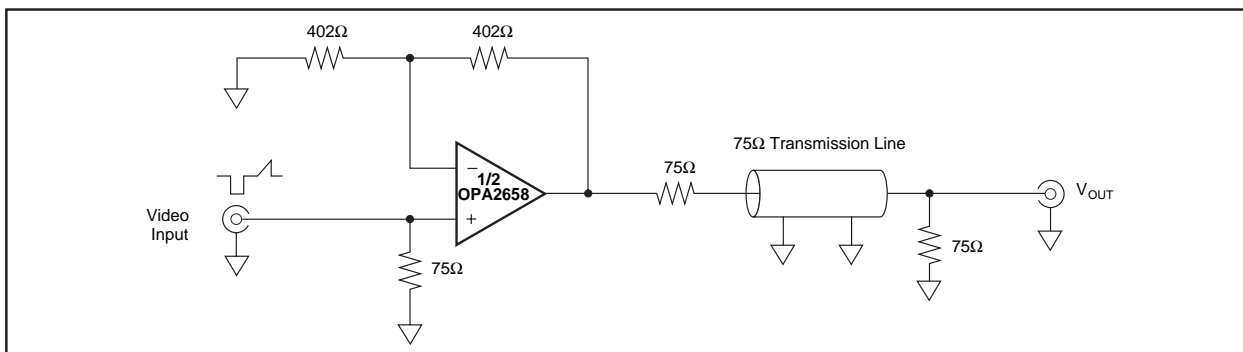 402Ω
402Ω
75Ω Transmission Line
75Ω
−
1/2
OPA2658
+
Video
Input
75Ω
V_OUT
75Ω